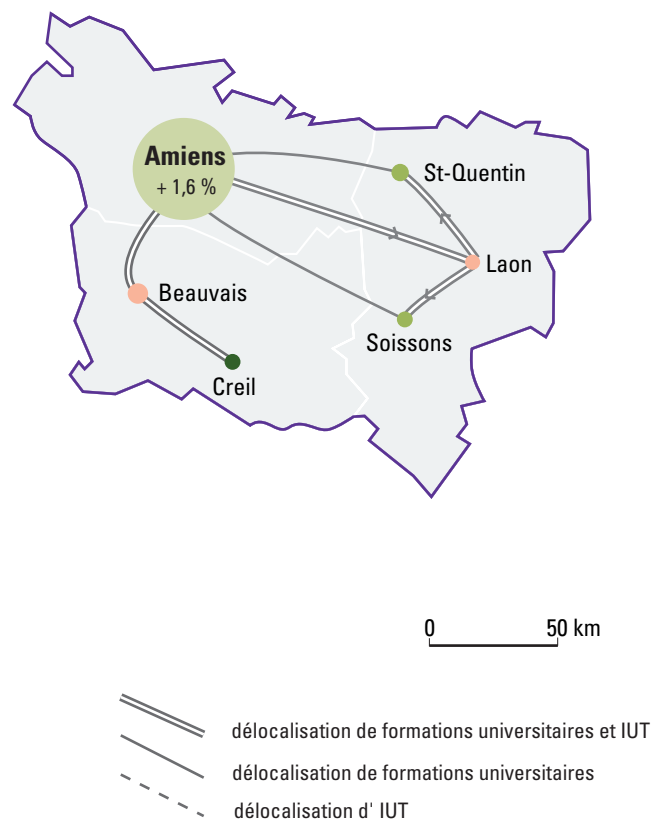 Amiens
+ 1,6 %
St-Quentin
Laon
Beauvais
Soissons
Creil
0 50 km
délocalisation de formations universitaires et IUT
délocalisation de formations universitaires
délocalisation d' IUT